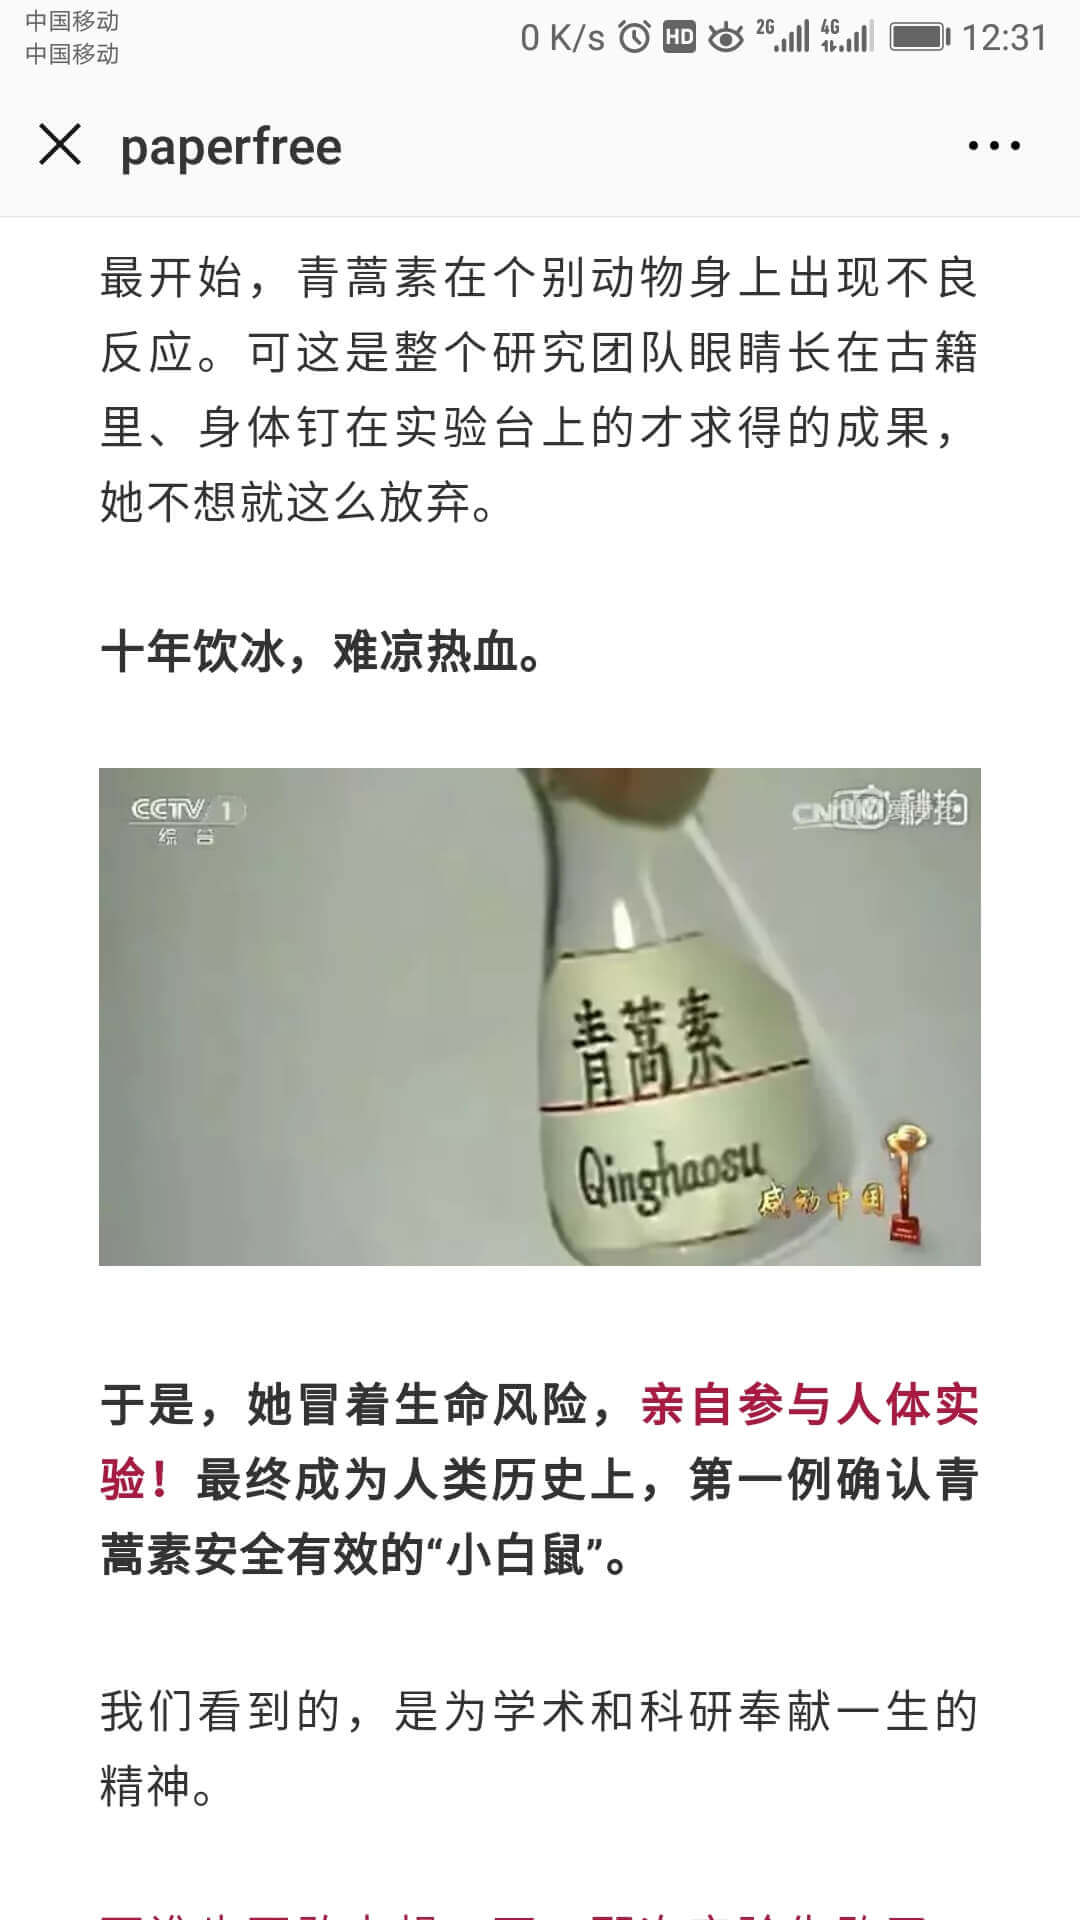 中国移动
中国移动
0 K/s HD 2G 4G 12:31
paperfree
最开始，青蒿素在个别动物身上出现不良
反应。可这是整个研究团队眼睛长在古籍
里、身体钉在实验台上的才求得的成果，
她不想就这么放弃。
十年饮冰，难凉热血。
CCTV 1
综合
秒拍
青蒿素
Qinghaosu
感动中国
于是，她冒着生命风险，亲自参与人体实
验！最终成为人类历史上，第一例确认青
蒿素安全有效的“小白鼠”。
我们看到的，是为学术和科研奉献一生的
精神。